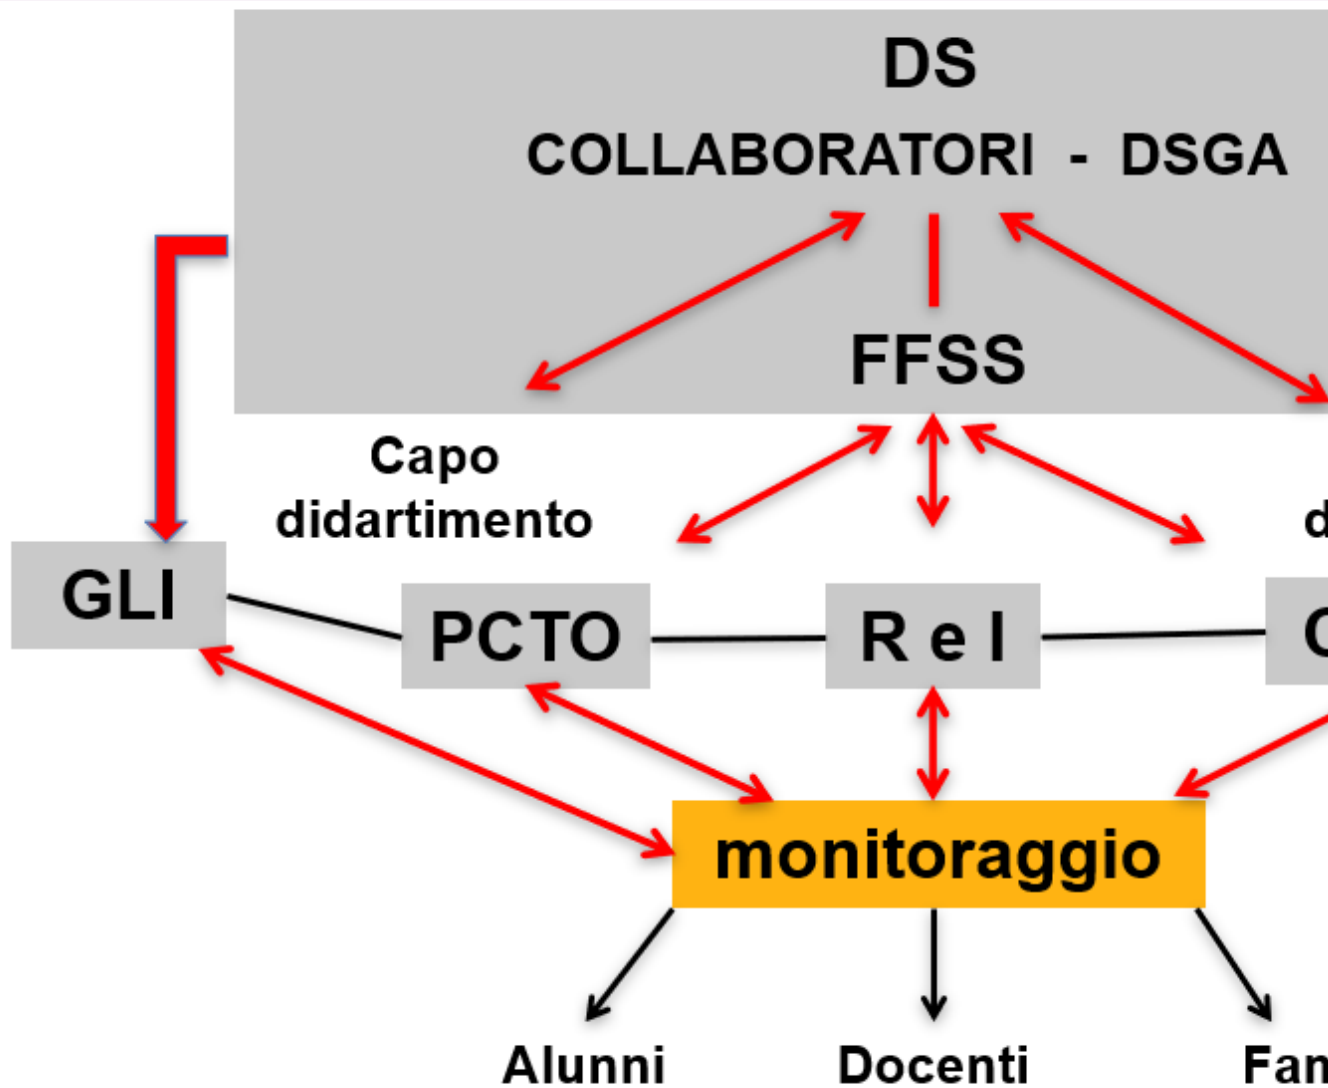 DS
COLLABORATORI - DSGA
FFSS
Capo
didartimento
GLI
PCTO
R e I
monitoraggio
Alunni
Docenti